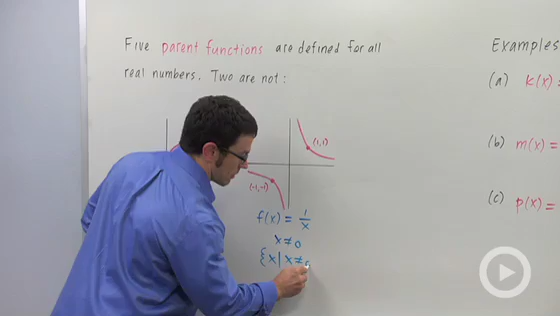 Five parent functions are defined for all
real numbers. Two are not:
(1, 1)
(-1, -1)
f(x) = 1/x
x ≠ 0
{x | x ≠
Examples
(a) k(x) =
(b) m(x) =
(c) p(x) =